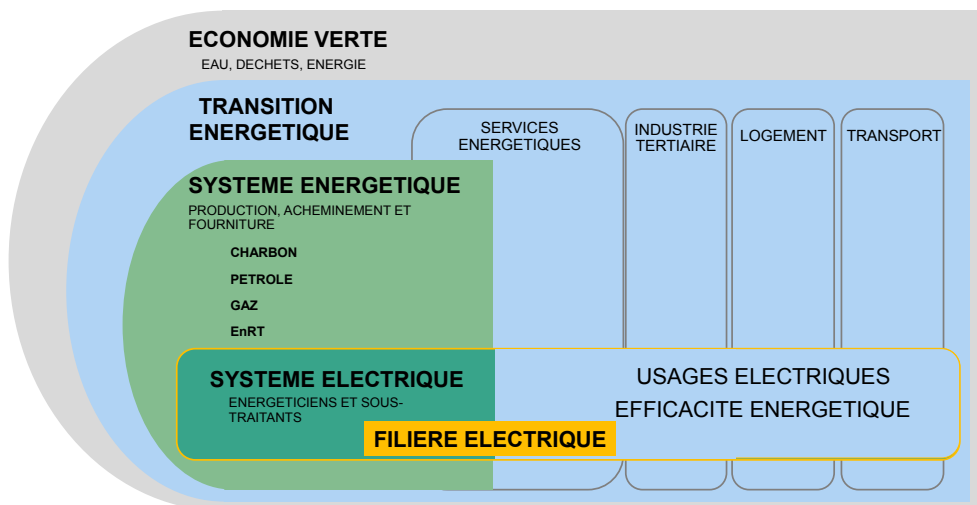 ECONOMIE VERTE
EAU, DECHETS, ENERGIE
TRANSITION
ENERGETIQUE
SERVICES
ENERGETIQUES
INDUSTRIE
TERTIAIRE
LOGEMENT
TRANSPORT
SYSTEME ENERGETIQUE
PRODUCTION, ACHEMINEMENT ET
FOURNITURE
CHARBON
PETROLE
GAZ
EnRT
SYSTEME ELECTRIQUE
ENERGETICIENS ET SOUS-
TRAITANTS
USAGES ELECTRIQUES
EFFICACITE ENERGETIQUE
FILIERE ELECTRIQUE